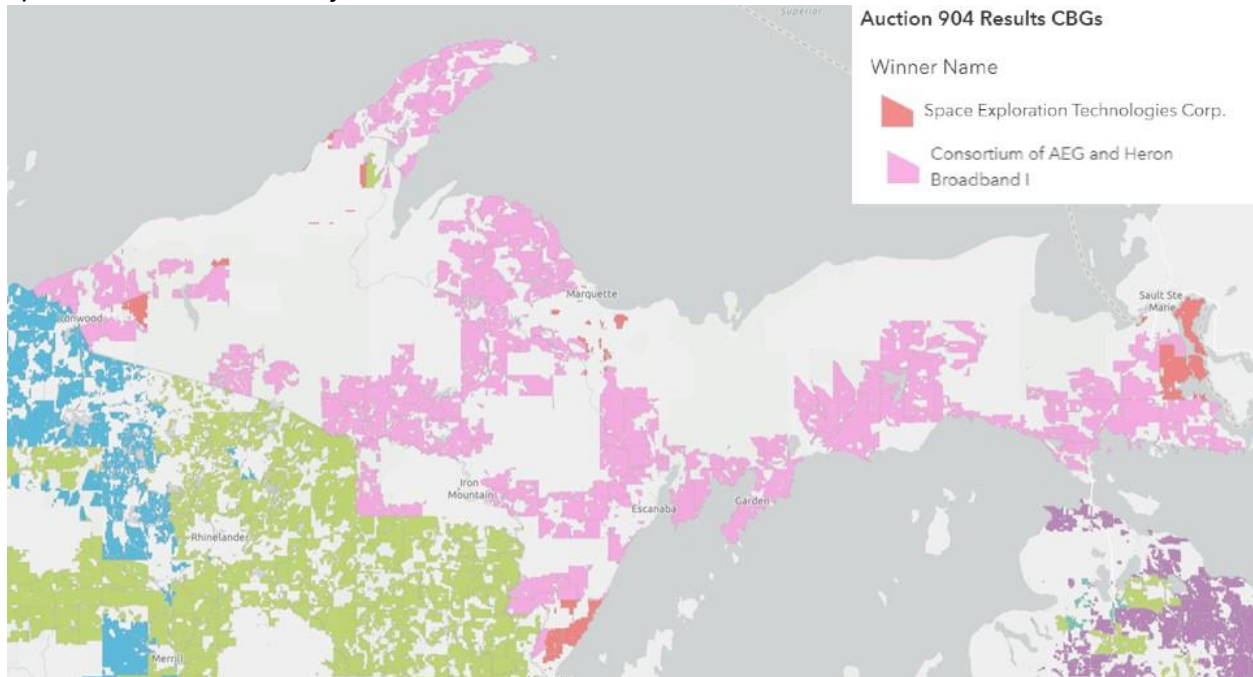 Superior
Auction 904 Results CBGs
Winner Name
Space Exploration Technologies Corp.
Consortium of AEG and Heron
Broadband I
Marquette
Sault Ste
Marie
Iron
Mountain
Escanaba
Garden
Rhinelander
Merrill